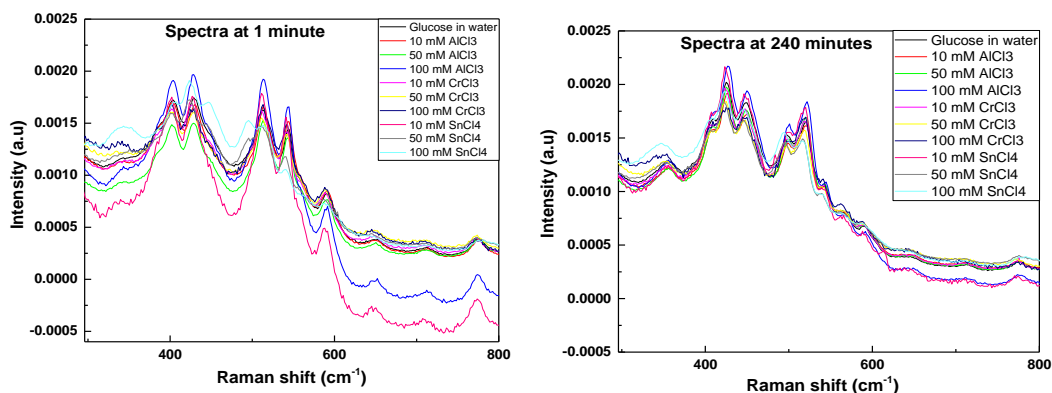 Spectra at 1 minute
Glucose in water
10 mM AlCl3
50 mM AlCl3
100 mM AlCl3
10 mM CrCl3
50 mM CrCl3
100 mM CrCl3
10 mM SnCl4
50 mM SnCl4
100 mM SnCl4
0.0025
0.0020
0.0015
0.0010
0.0005
0.0000
-0.0005
Intensity (a.u)
400
600
800
Raman shift (cm⁻¹)
Spectra at 240 minutes
Glucose in water
10 mM AlCl3
50 mM AlCl3
100 mM AlCl3
10 mM CrCl3
50 mM CrCl3
100 mM CrCl3
10 mM SnCl4
50 mM SnCl4
100 mM SnCl4
0.0025
0.0020
0.0015
0.0010
0.0005
0.0000
-0.0005
Intensity (a.u)
400
600
800
Raman shift (cm⁻¹)